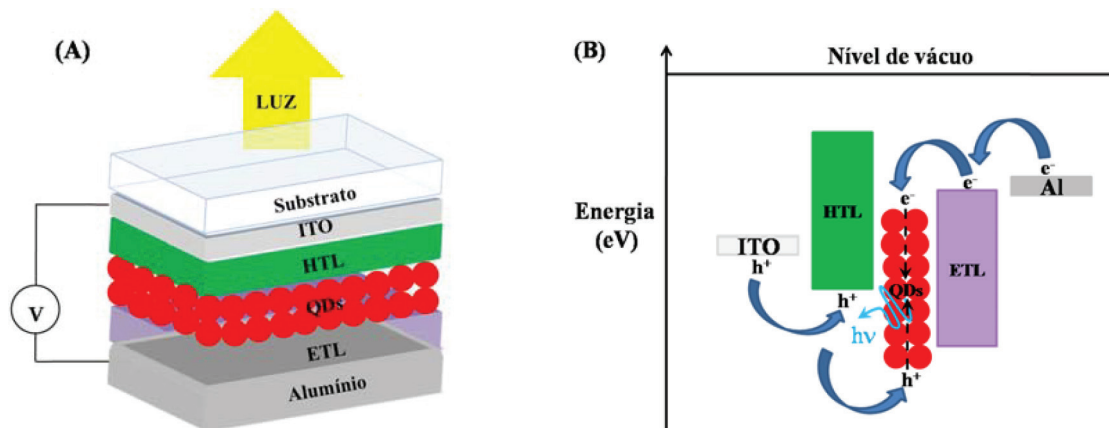 (A)
LUZ
Substrato
ITO
HTL
QDs
ETL
Alumínio
V
(B)
Nível de vácuo
Energia
(eV)
ITO
h⁺
HTL
h⁺
hν
e⁻
QDs
h⁺
e⁻
ETL
e⁻
Al